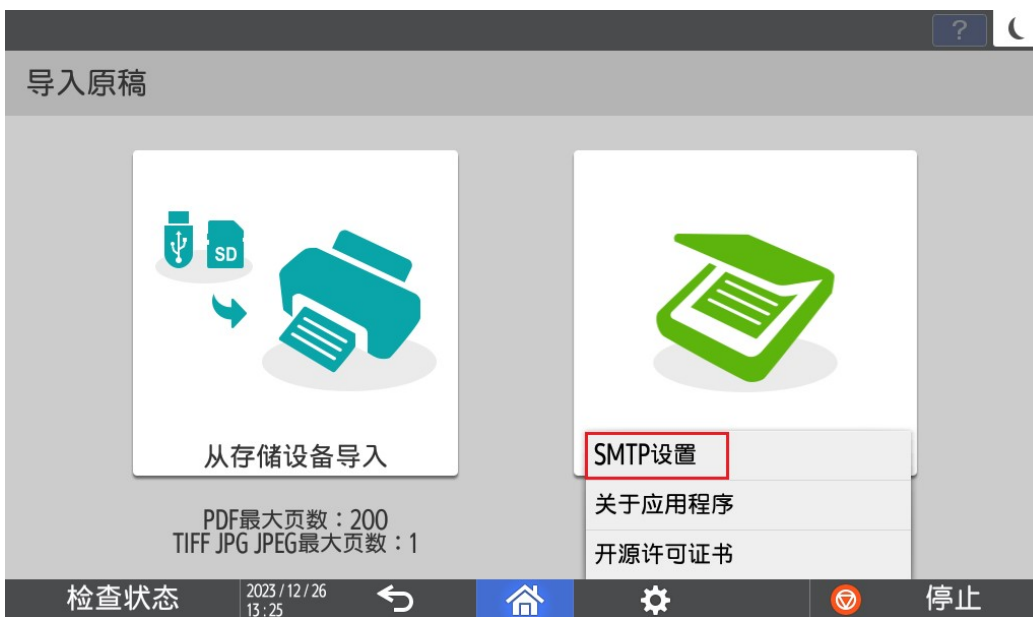 ?
导入原稿
SD
从存储设备导入
PDF最大页数：200
TIFF JPG JPEG最大页数：1
SMTP设置
关于应用程序
开源许可证书
检查状态
2023/12/26
13:25
停止